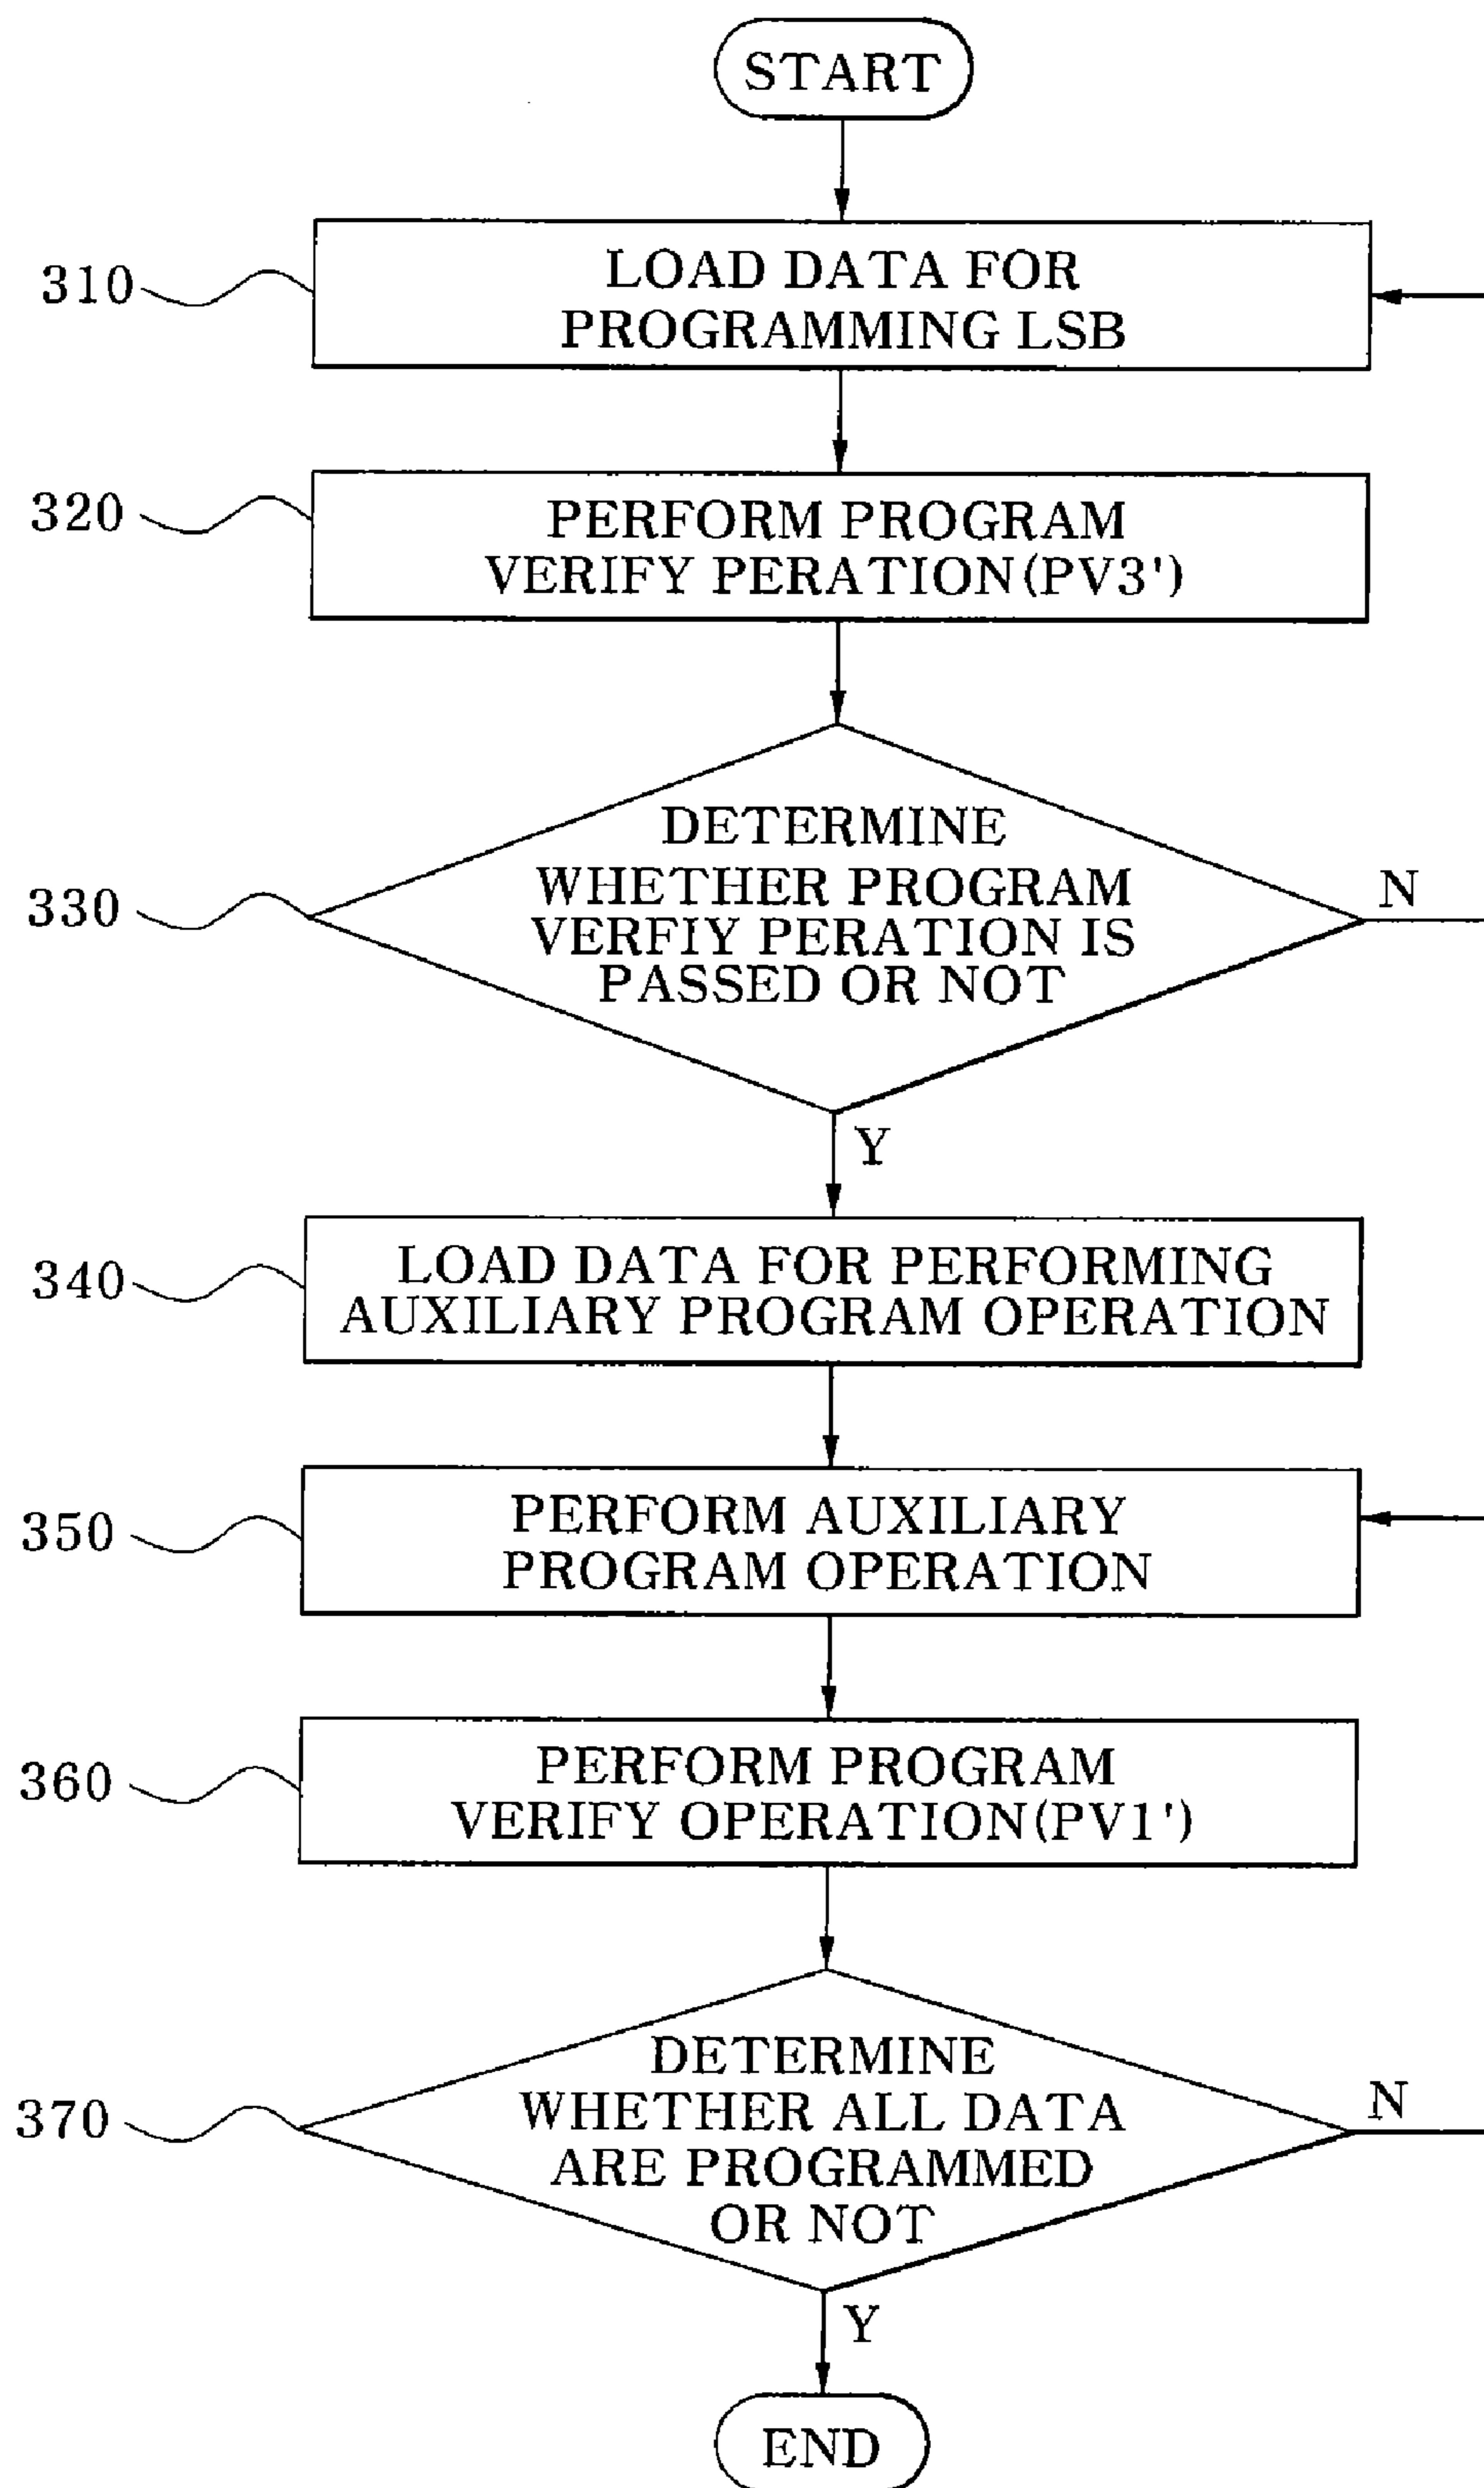 START
310
LOAD DATA FOR
PROGRAMMING LSB
320
PERFORM PROGRAM
VERIFY PERATION(PV3')
330
DETERMINE
WHETHER PROGRAM
VERFIY PERATION IS
PASSED OR NOT
N
Y
340
LOAD DATA FOR PERFORMING
AUXILIARY PROGRAM OPERATION
350
PERFORM AUXILIARY
PROGRAM OPERATION
360
PERFORM PROGRAM
VERIFY OPERATION(PV1')
370
DETERMINE
WHETHER ALL DATA
ARE PROGRAMMED
OR NOT
N
Y
END